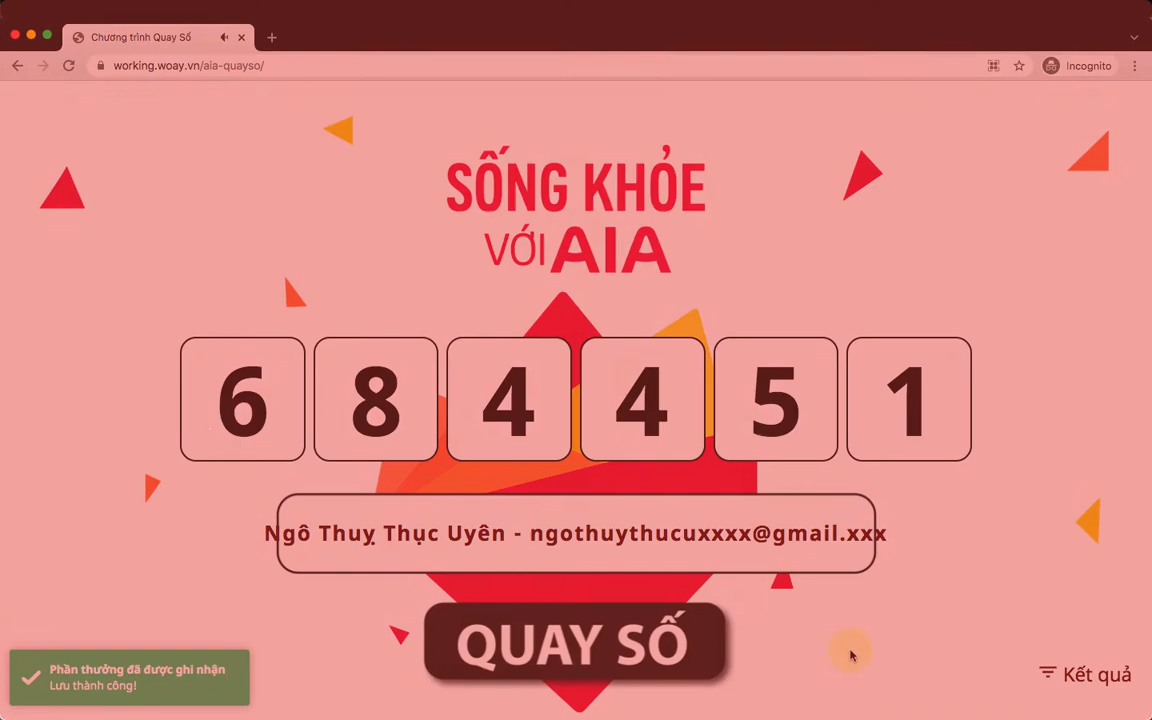 Chương trình Quay Số
working.woay.vn/aia-quayso/
Incognito
SỐNG KHỎE
VỚI AIA
6 8 4 4 5 1
Ngô Thuỵ Thục Uyên - ngothuythucuxxxx@gmail.xxx
QUAY SỐ
Phần thưởng đã được ghi nhận
Lưu thành công!
Kết quả